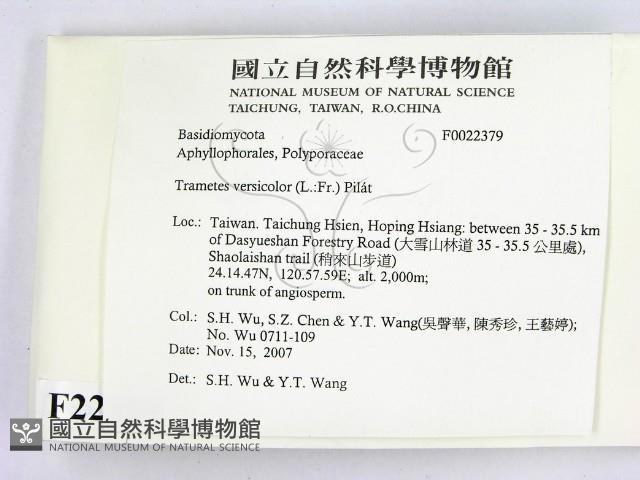 國立自然科學博物館
NATIONAL MUSEUM OF NATURAL SCIENCE
TAICHUNG, TAIWAN, R.O.CHINA
Basidiomycota F0022379
Aphyllophorales, Polyporaceae
Trametes versicolor (L.:Fr.) Pilát
Loc.: Taiwan. Taichung Hsien, Hoping Hsiang: between 35 - 35.5 km
of Dasyueshan Forestry Road (大雪山林道 35 - 35.5 公里處),
Shaolaishan trail (稍來山步道)
24.14.47N, 120.57.59E; alt. 2,000m;
on trunk of angiosperm.
Col.: S.H. Wu, S.Z. Chen & Y.T. Wang(吳聲華, 陳秀珍, 王藝婷);
No. Wu 0711-109
Date: Nov. 15, 2007
Det.: S.H. Wu & Y.T. Wang
F22
國立自然科學博物館
NATIONAL MUSEUM OF NATURAL SCIENCE